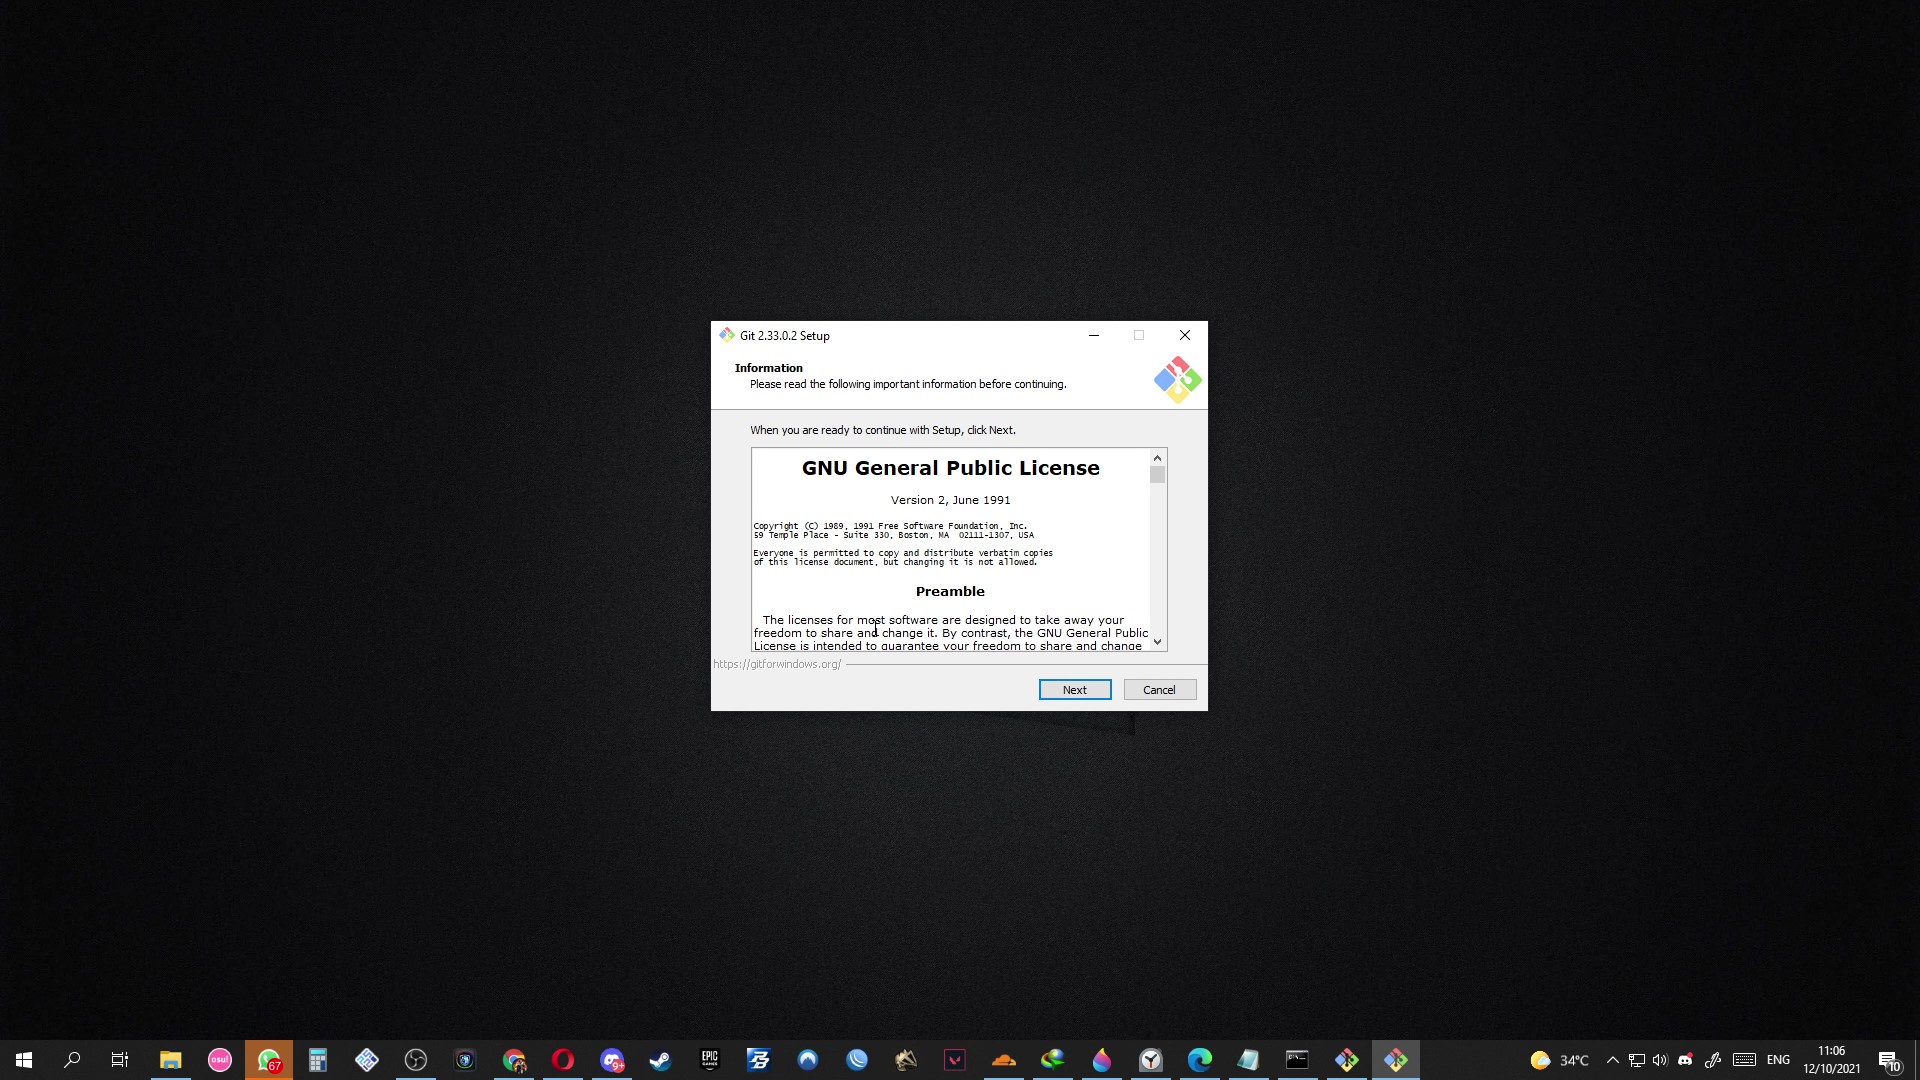 Git 2.33.0.2 Setup
Information
Please read the following important information before continuing.
When you are ready to continue with Setup, click Next.
GNU General Public License
Version 2, June 1991
Copyright (C) 1989, 1991 Free Software Foundation, Inc.
59 Temple Place - Suite 330, Boston, MA  02111-1307, USA
Everyone is permitted to copy and distribute verbatim copies
of this license document, but changing it is not allowed.
Preamble
The licenses for most software are designed to take away your
freedom to share and change it. By contrast, the GNU General Public
License is intended to guarantee your freedom to share and change
https://gitforwindows.org/
Next
Cancel
osu!
67
9+
EPIC
GAMES
34°C
ENG
11:06
12/10/2021
10